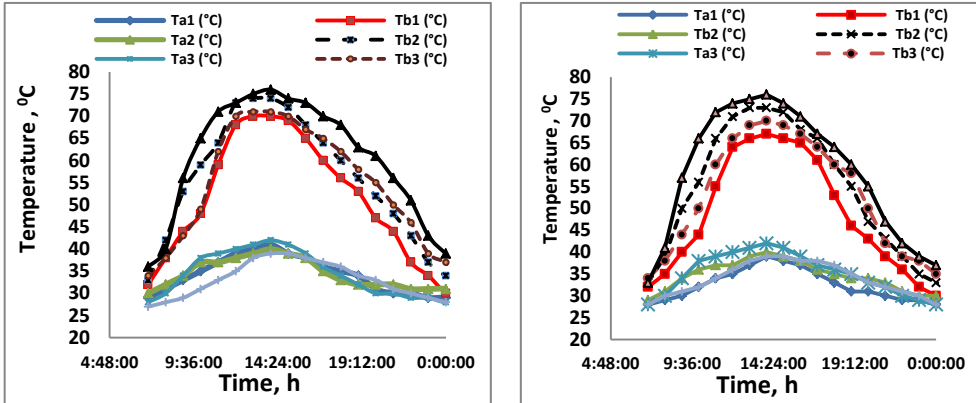 Ta1 (°C) Tb1 (°C)
Ta2 (°C) Tb2 (°C)
Ta3 (°C) Tb3 (°C)
Temperature , ⁰C
80
75
70
65
60
55
50
45
40
35
30
25
20
4:48:00 9:36:00 14:24:00 19:12:00 0:00:00
Time, h
Ta1 (°C) Tb1 (°C)
Ta2 (°C) Tb2 (°C)
Ta3 (°C) Tb3 (°C)
Temperature , ⁰C
80
75
70
65
60
55
50
45
40
35
30
25
20
4:48:00 9:36:00 14:24:00 19:12:00 0:00:00
Time, h